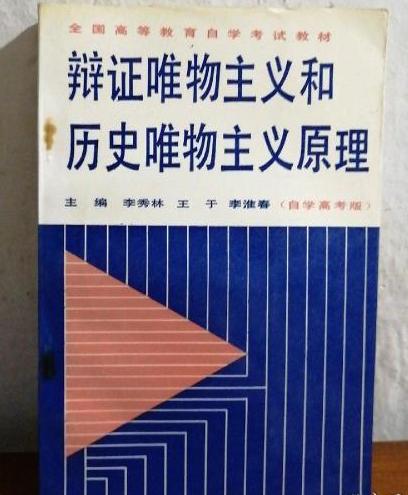 全国高等教育自学考试教材
辩证唯物主义和
历史唯物主义原理
主 编 李秀林 王 于 李淮春（自学高考版）